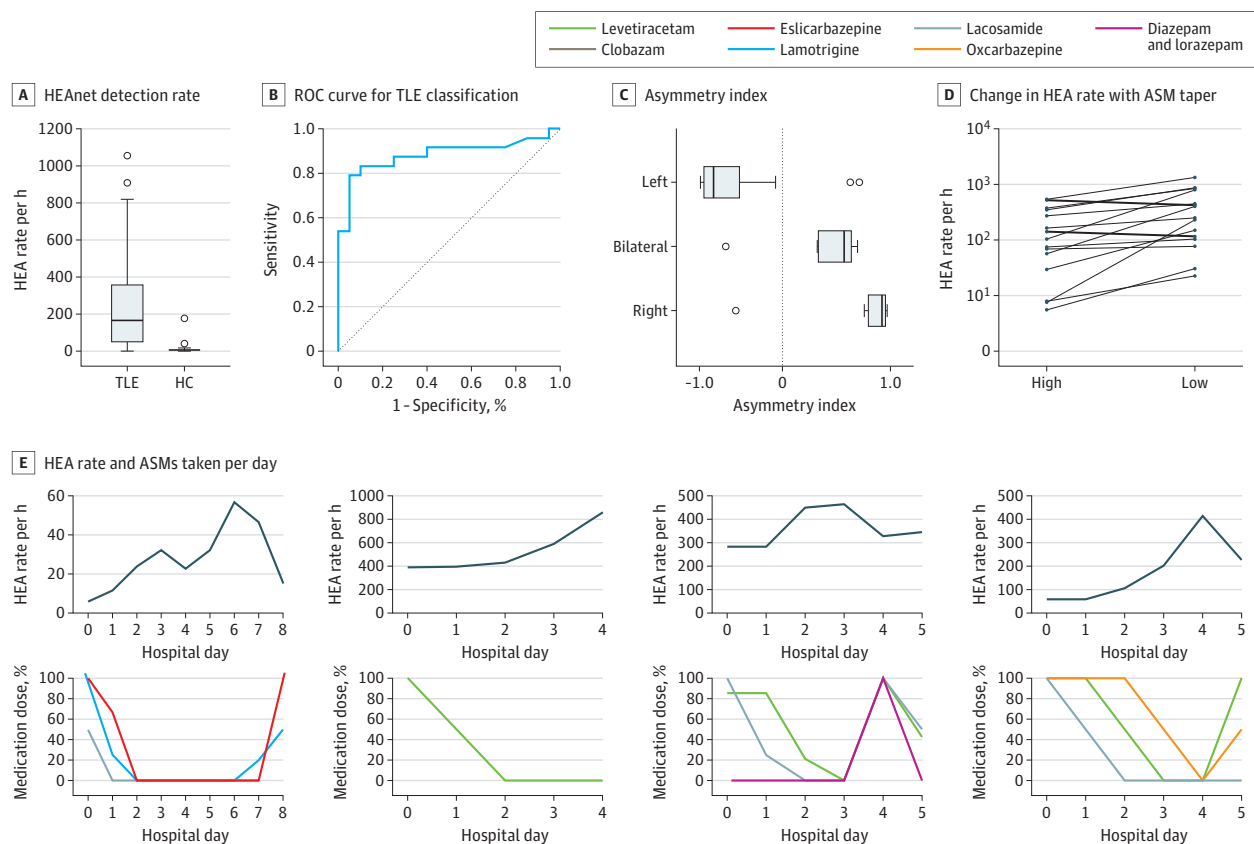 Levetiracetam
Clobazam
Eslicarbazepine
Lamotrigine
Lacosamide
Oxcarbazepine
Diazepam
and lorazepam
A HEAnet detection rate
1200
1000
800
600
400
200
0
HEA rate per h
TLE HC
B ROC curve for TLE classification
1.0
0.8
0.6
0.4
0.2
0
Sensitivity
0 0.2 0.4 0.6 0.8 1.0
1 – Specificity, %
C Asymmetry index
Left
Bilateral
Right
-1.0 0 1.0
Asymmetry index
D Change in HEA rate with ASM taper
10⁴
10³
10²
10¹
0
HEA rate per h
High Low
E HEA rate and ASMs taken per day
60
40
20
0
HEA rate per h
0 1 2 3 4 5 6 7 8
Hospital day
1000
800
600
400
200
0
HEA rate per h
0 1 2 3 4
Hospital day
500
400
300
200
100
0
HEA rate per h
0 1 2 3 4 5
Hospital day
500
400
300
200
100
0
HEA rate per h
0 1 2 3 4 5
Hospital day
100
80
60
40
20
0
Medication dose, %
0 1 2 3 4 5 6 7 8
Hospital day
100
80
60
40
20
0
Medication dose, %
0 1 2 3 4
Hospital day
100
80
60
40
20
0
Medication dose, %
0 1 2 3 4 5
Hospital day
100
80
60
40
20
0
Medication dose, %
0 1 2 3 4 5
Hospital day